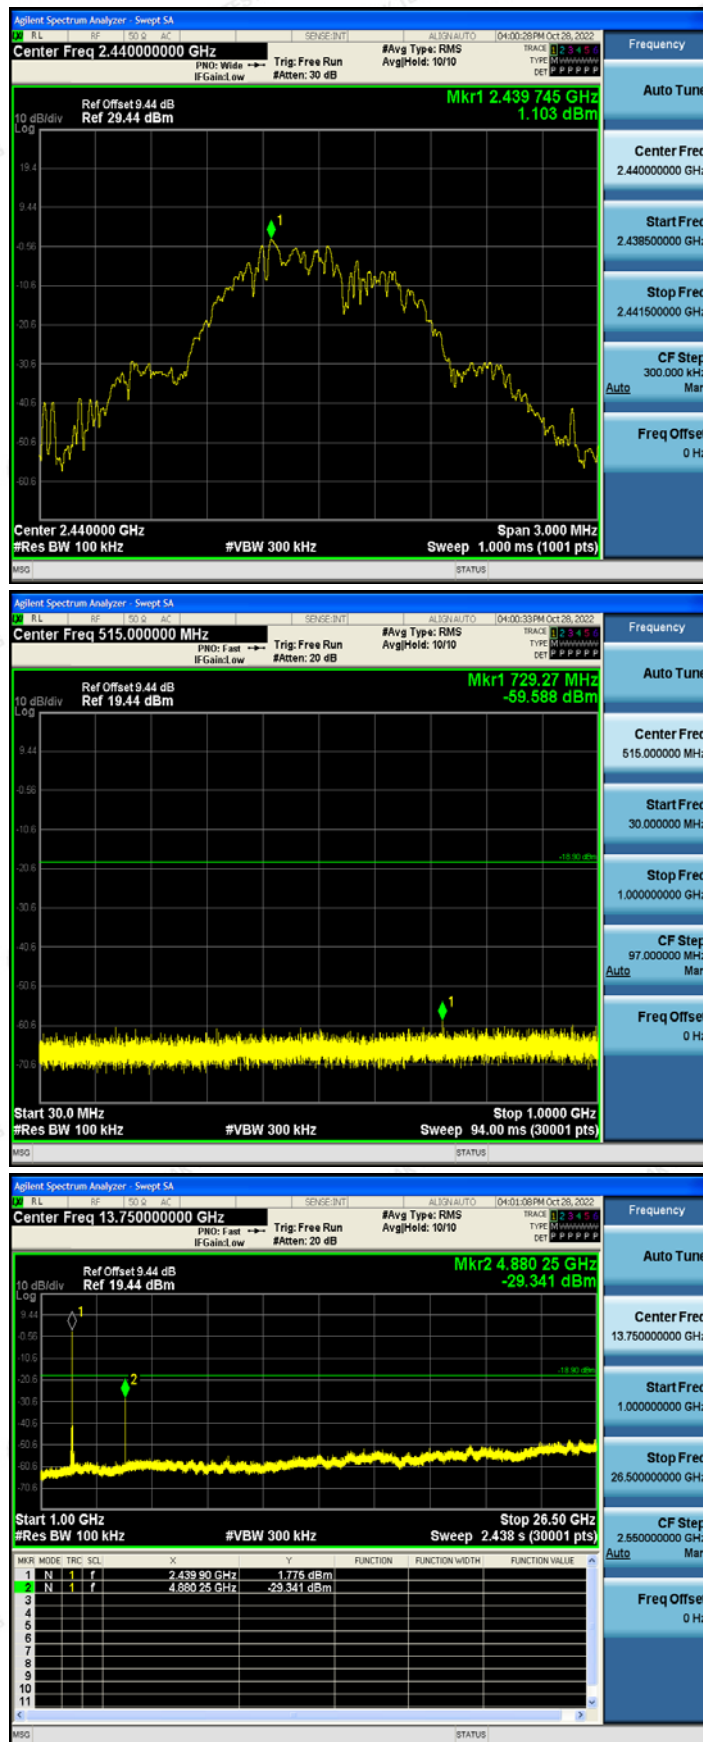 Agilent Spectrum Analyzer - Swept SA
RL RF 50 Ω AC SENSE:INT ALIGN AUTO 04:00:28 PM Oct 28, 2022
Center Freq 2.440000000 GHz
PNO: Wide
IFGain:Low
Trig: Free Run
#Atten: 30 dB
#Avg Type: RMS
Avg|Hold: 10/10
TRACE 1 2 3 4 5 6
TYPE M
DET P P P P P P
Ref Offset 9.44 dB
Ref 29.44 dBm
10 dB/div
Log
Mkr1 2.439 745 GHz
1.103 dBm
19.4
9.44
-0.56
-10.6
-20.6
-30.6
-40.6
-50.6
-60.6
1
Center 2.440000 GHz
#Res BW 100 kHz
#VBW 300 kHz
Span 3.000 MHz
Sweep 1.000 ms (1001 pts)
MSG STATUS
Frequency
Auto Tune
Center Freq
2.440000000 GHz
Start Freq
2.438500000 GHz
Stop Freq
2.441500000 GHz
CF Step
300.000 kHz
Auto Man
Freq Offset
0 Hz
Agilent Spectrum Analyzer - Swept SA
RL RF 50 Ω AC SENSE:INT ALIGN AUTO 04:00:33 PM Oct 28, 2022
Center Freq 515.000000 MHz
PNO: Fast
IFGain:Low
Trig: Free Run
#Atten: 20 dB
#Avg Type: RMS
Avg|Hold: 10/10
TRACE 1 2 3 4 5 6
TYPE M
DET P P P P P P
Ref Offset 9.44 dB
Ref 19.44 dBm
10 dB/div
Log
Mkr1 729.27 MHz
-59.588 dBm
9.44
-0.56
-10.6
-20.6
-30.6
-40.6
-50.6
-60.6
-70.6
-18.90 dBm
1
Start 30.0 MHz
#Res BW 100 kHz
#VBW 300 kHz
Stop 1.0000 GHz
Sweep 94.00 ms (30001 pts)
MSG STATUS
Frequency
Auto Tune
Center Freq
515.000000 MHz
Start Freq
30.000000 MHz
Stop Freq
1.000000000 GHz
CF Step
97.000000 MHz
Auto Man
Freq Offset
0 Hz
Agilent Spectrum Analyzer - Swept SA
RL RF 50 Ω AC SENSE:INT ALIGN AUTO 04:01:08 PM Oct 28, 2022
Center Freq 13.750000000 GHz
PNO: Fast
IFGain:Low
Trig: Free Run
#Atten: 20 dB
#Avg Type: RMS
Avg|Hold: 10/10
TRACE 1 2 3 4 5 6
TYPE M
DET P P P P P P
Ref Offset 9.44 dB
Ref 19.44 dBm
10 dB/div
Log
Mkr2 4.880 25 GHz
-29.341 dBm
9.44
-0.56
-10.6
-20.6
-30.6
-40.6
-50.6
-60.6
-70.6
-18.90 dBm
1
2
Start 1.00 GHz
#Res BW 100 kHz
#VBW 300 kHz
Stop 26.50 GHz
Sweep 2.438 s (30001 pts)
MKR MODE TRC SCL X Y FUNCTION FUNCTION WIDTH FUNCTION VALUE
1 N 1 f 2.439 90 GHz 1.775 dBm
2 N 1 f 4.880 25 GHz -29.341 dBm
3
4
5
6
7
8
9
10
11
MSG STATUS
Frequency
Auto Tune
Center Freq
13.750000000 GHz
Start Freq
1.000000000 GHz
Stop Freq
26.500000000 GHz
CF Step
2.550000000 GHz
Auto Man
Freq Offset
0 Hz